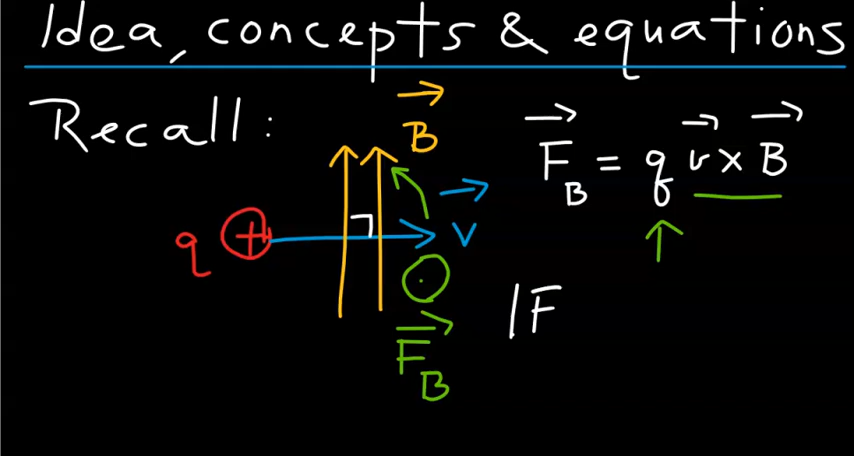 Idea, concepts & equations
Recall:
B
F_B = q v × B
q + v
F_B
|F